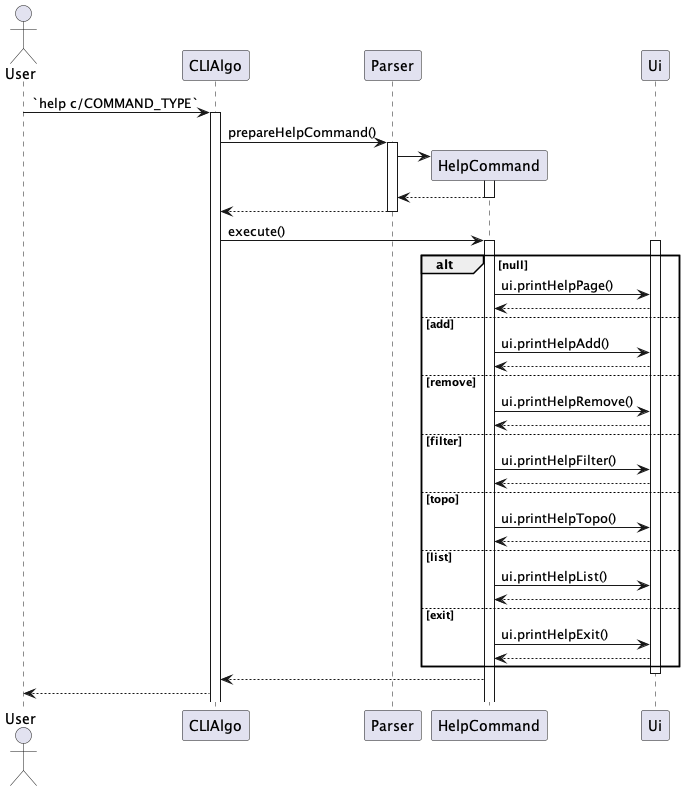 User
CLIAlgo
Parser
Ui
`help c/COMMAND_TYPE`
prepareHelpCommand()
HelpCommand
execute()
alt
[null]
ui.printHelpPage()
[add]
ui.printHelpAdd()
[remove]
ui.printHelpRemove()
[filter]
ui.printHelpFilter()
[topo]
ui.printHelpTopo()
[list]
ui.printHelpList()
[exit]
ui.printHelpExit()
User
CLIAlgo
Parser
HelpCommand
Ui